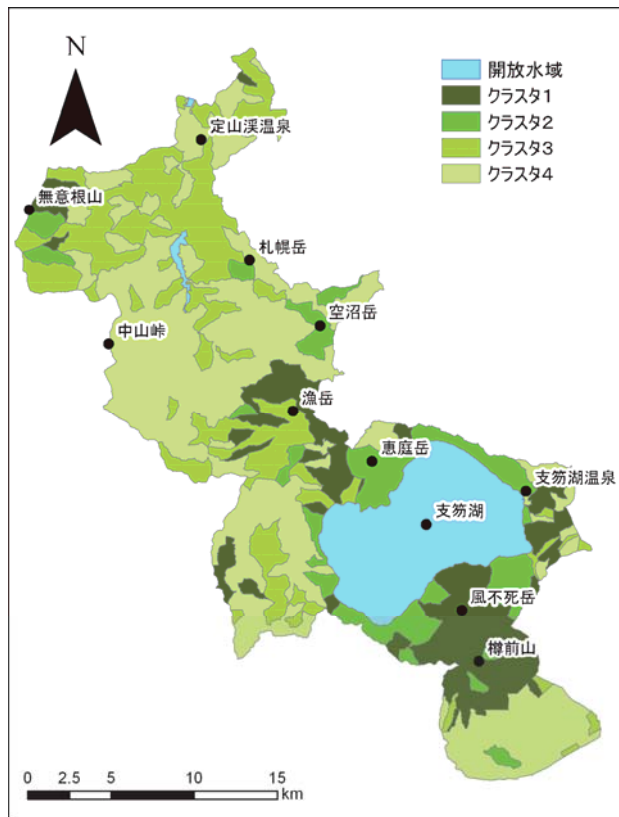 N
開放水域
クラスタ1
クラスタ2
クラスタ3
クラスタ4
定山渓温泉
無意根山
札幌岳
空沼岳
中山峠
漁岳
恵庭岳
支笏湖温泉
支笏湖
風不死岳
樽前山
0 2.5 5 10 15
km